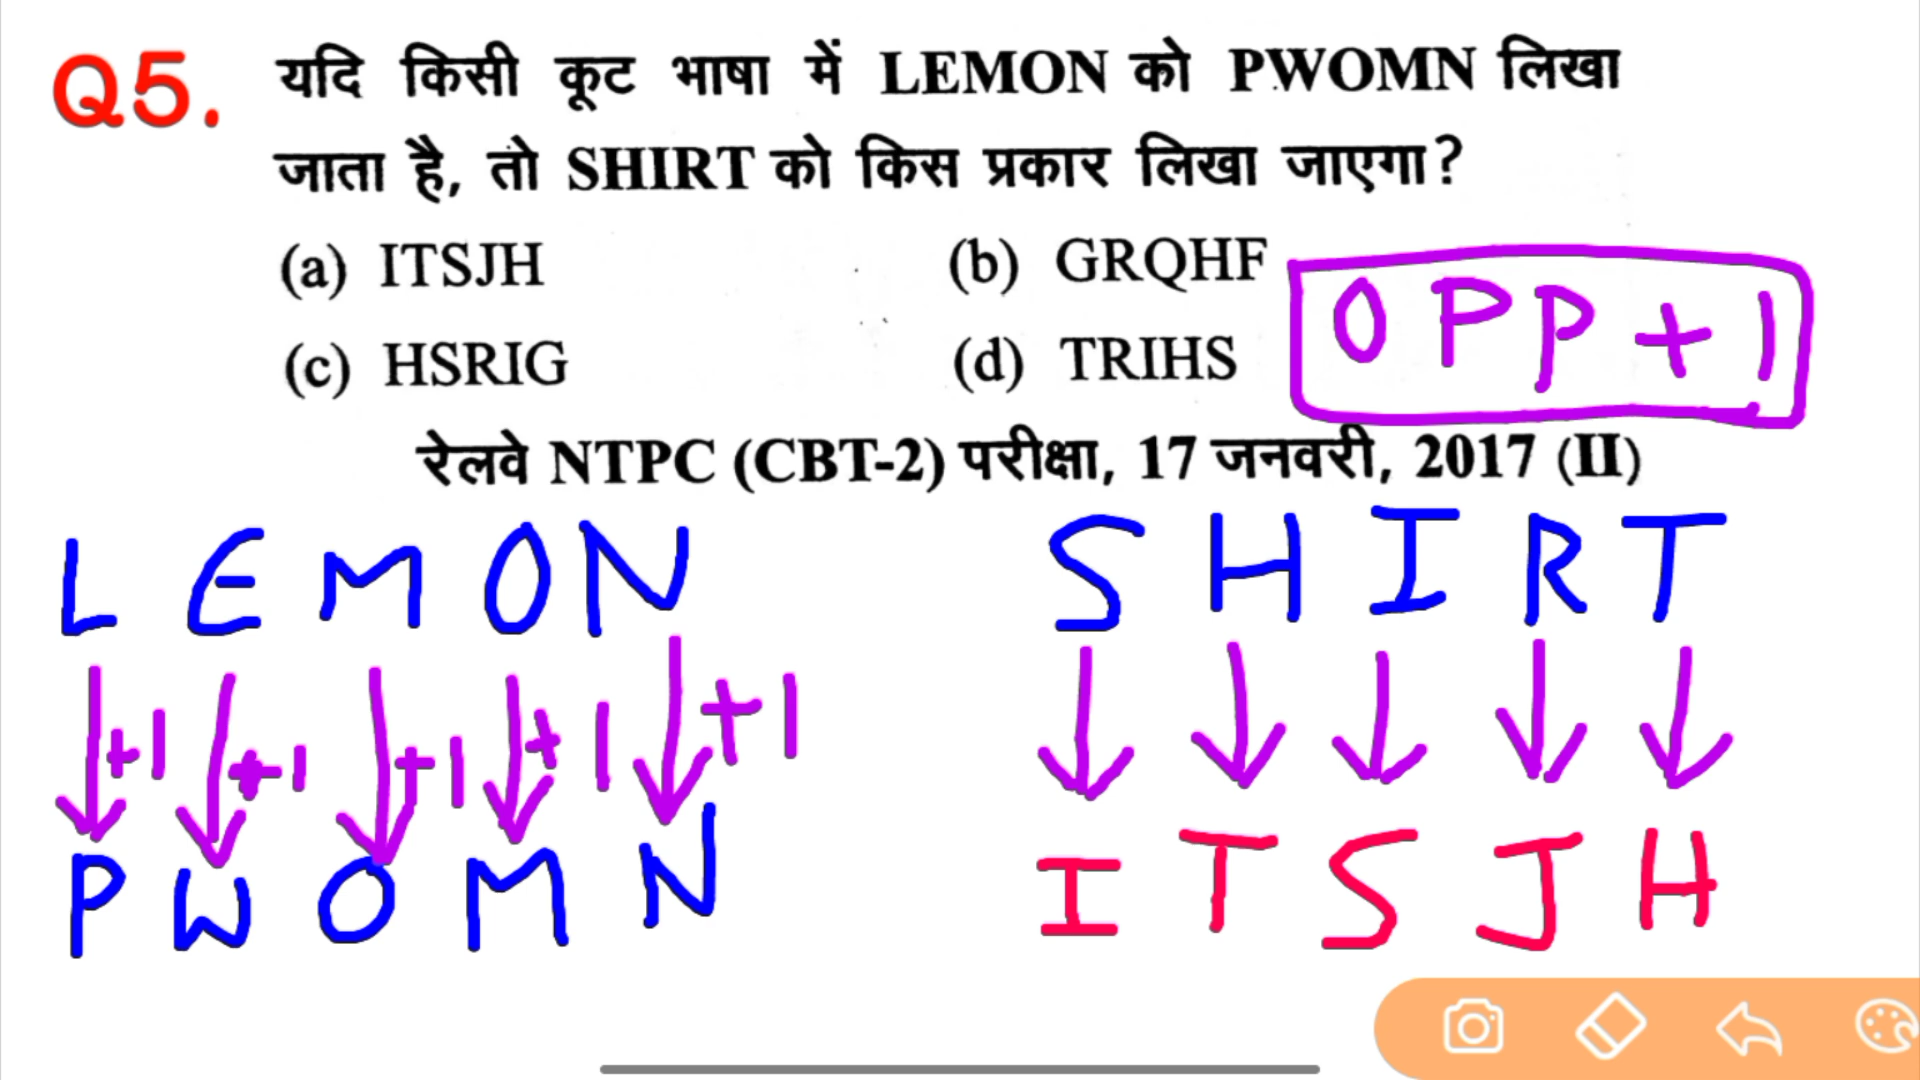 Q5. यदि किसी कूट भाषा में LEMON को PWOMN लिखा
जाता है, तो SHIRT को किस प्रकार लिखा जाएगा?
(a) ITSJH (b) GRQHF
(c) HSRIG (d) TRIHS
OPP+1
रेलवे NTPC (CBT-2) परीक्षा, 17 जनवरी, 2017 (II)
LEMON SHIRT
+1 +1 +1 +1 +1
PWOMN ITSJH